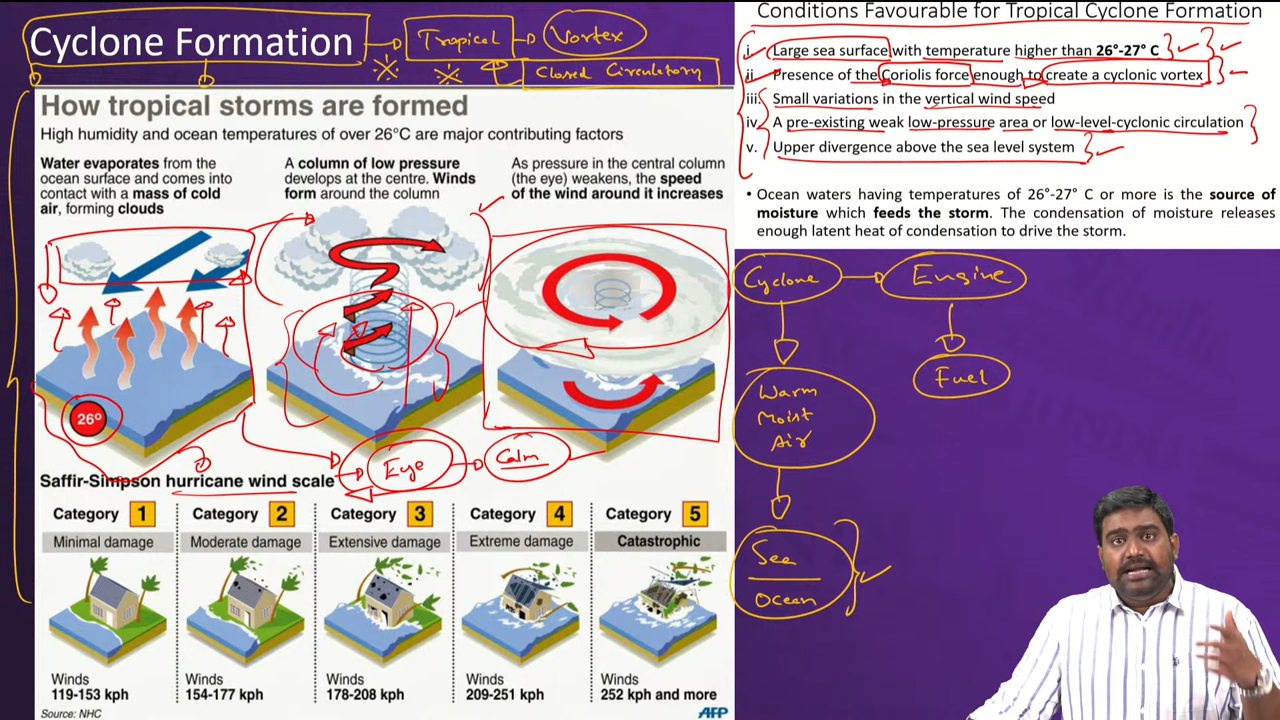 Cyclone Formation
Tropical
Vortex
Closed Circulatory
How tropical storms are formed
High humidity and ocean temperatures of over 26°C are major contributing factors
Water evaporates from the
ocean surface and comes into
contact with a mass of cold
air, forming clouds
A column of low pressure
develops at the centre. Winds
form around the column
As pressure in the central column
(the eye) weakens, the speed
of the wind around it increases
26º
Eye
Calm
Saffir-Simpson hurricane wind scale
Category 1
Minimal damage
Winds
119-153 kph
Category 2
Moderate damage
Winds
154-177 kph
Category 3
Extensive damage
Winds
178-208 kph
Category 4
Extreme damage
Winds
209-251 kph
Category 5
Catastrophic
Winds
252 kph and more
Source: NHC
AFP
Conditions Favourable for Tropical Cyclone Formation
i. Large sea surface with temperature higher than 26°-27° C
ii. Presence of the Coriolis force enough to create a cyclonic vortex
iii. Small variations in the vertical wind speed
iv. A pre-existing weak low-pressure area or low-level-cyclonic circulation
v. Upper divergence above the sea level system
• Ocean waters having temperatures of 26°-27° C or more is the source of
moisture which feeds the storm. The condensation of moisture releases
enough latent heat of condensation to drive the storm.
Cyclone
Engine
Fuel
Warm
Moist
Air
Sea
Ocean